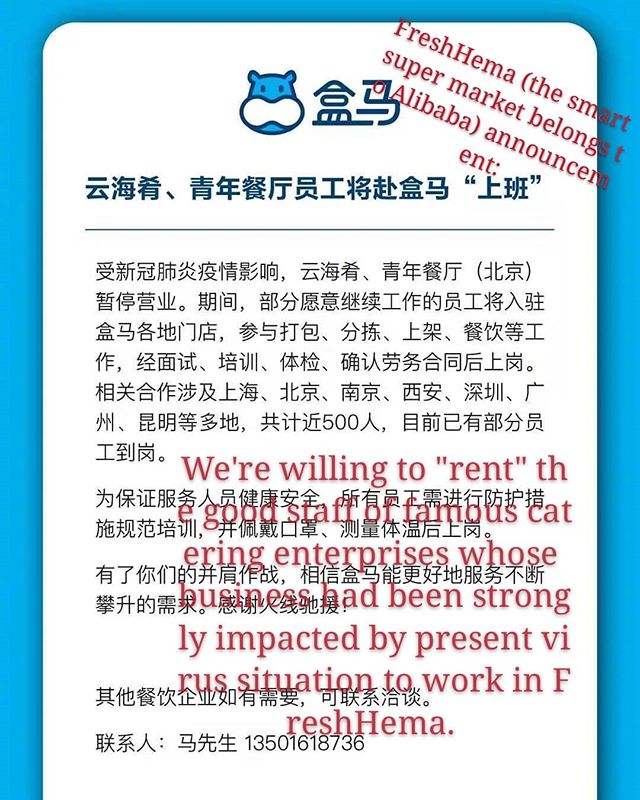 盒马
FreshHema (the smart
super market belongs t
o Alibaba) announcem
ent:
云海肴、青年餐厅员工将赴盒马“上班”
受新冠肺炎疫情影响，云海肴、青年餐厅（北京）
暂停营业。期间，部分愿意继续工作的员工将入驻
盒马各地门店，参与打包、分拣、上架、餐饮等工
作，经面试、培训、体检、确认劳务合同后上岗。
相关合作涉及上海、北京、南京、西安、深圳、广
州、昆明等多地，共计近500人，目前已有部分员
工到岗。
为保证服务人员健康安全，所有员工需进行防护措
施规范培训，并佩戴口罩、测量体温后上岗。
有了你们的并肩作战，相信盒马能更好地服务不断
攀升的需求。感谢火线驰援！
We're willing to "rent" th
e good staff of famous cat
ering enterprises whose
business had been strong
ly impacted by present vi
rus situation to work in F
reshHema.
其他餐饮企业如有需要，可联系洽谈。
联系人：马先生 13501618736